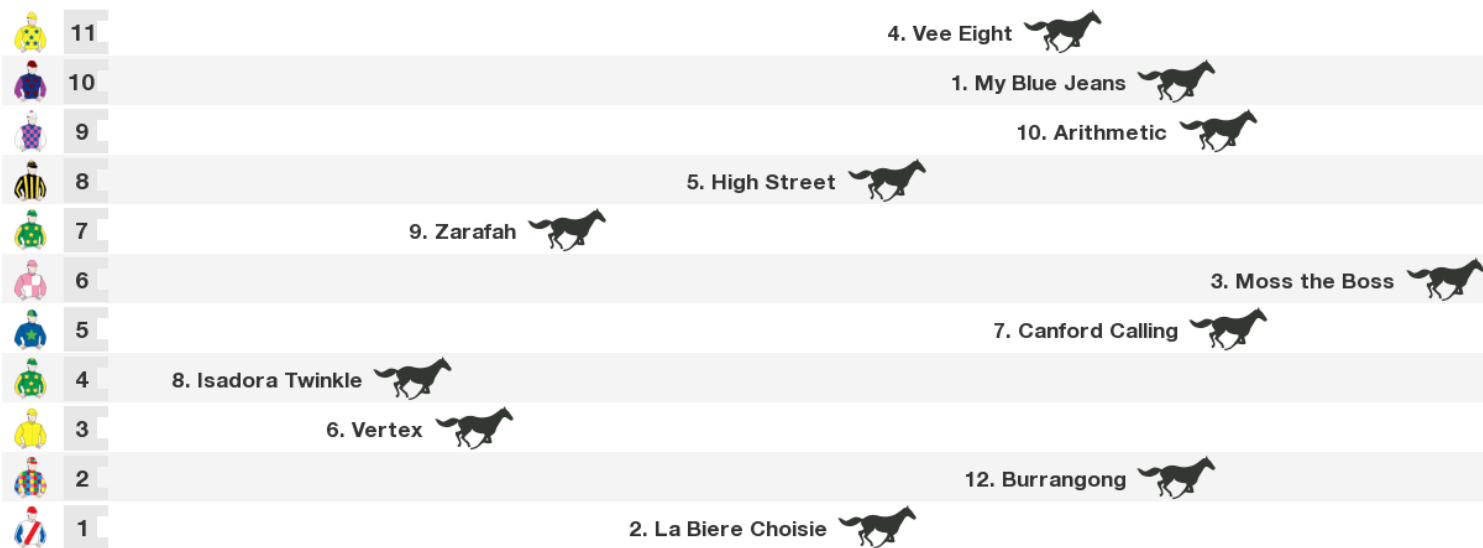 11 4. Vee Eight
10 1. My Blue Jeans
9 10. Arithmetic
8 5. High Street
7 9. Zarafah
6 3. Moss the Boss
5 7. Canford Calling
4 8. Isadora Twinkle
3 6. Vertex
2 12. Burrangong
1 2. La Biere Choisie